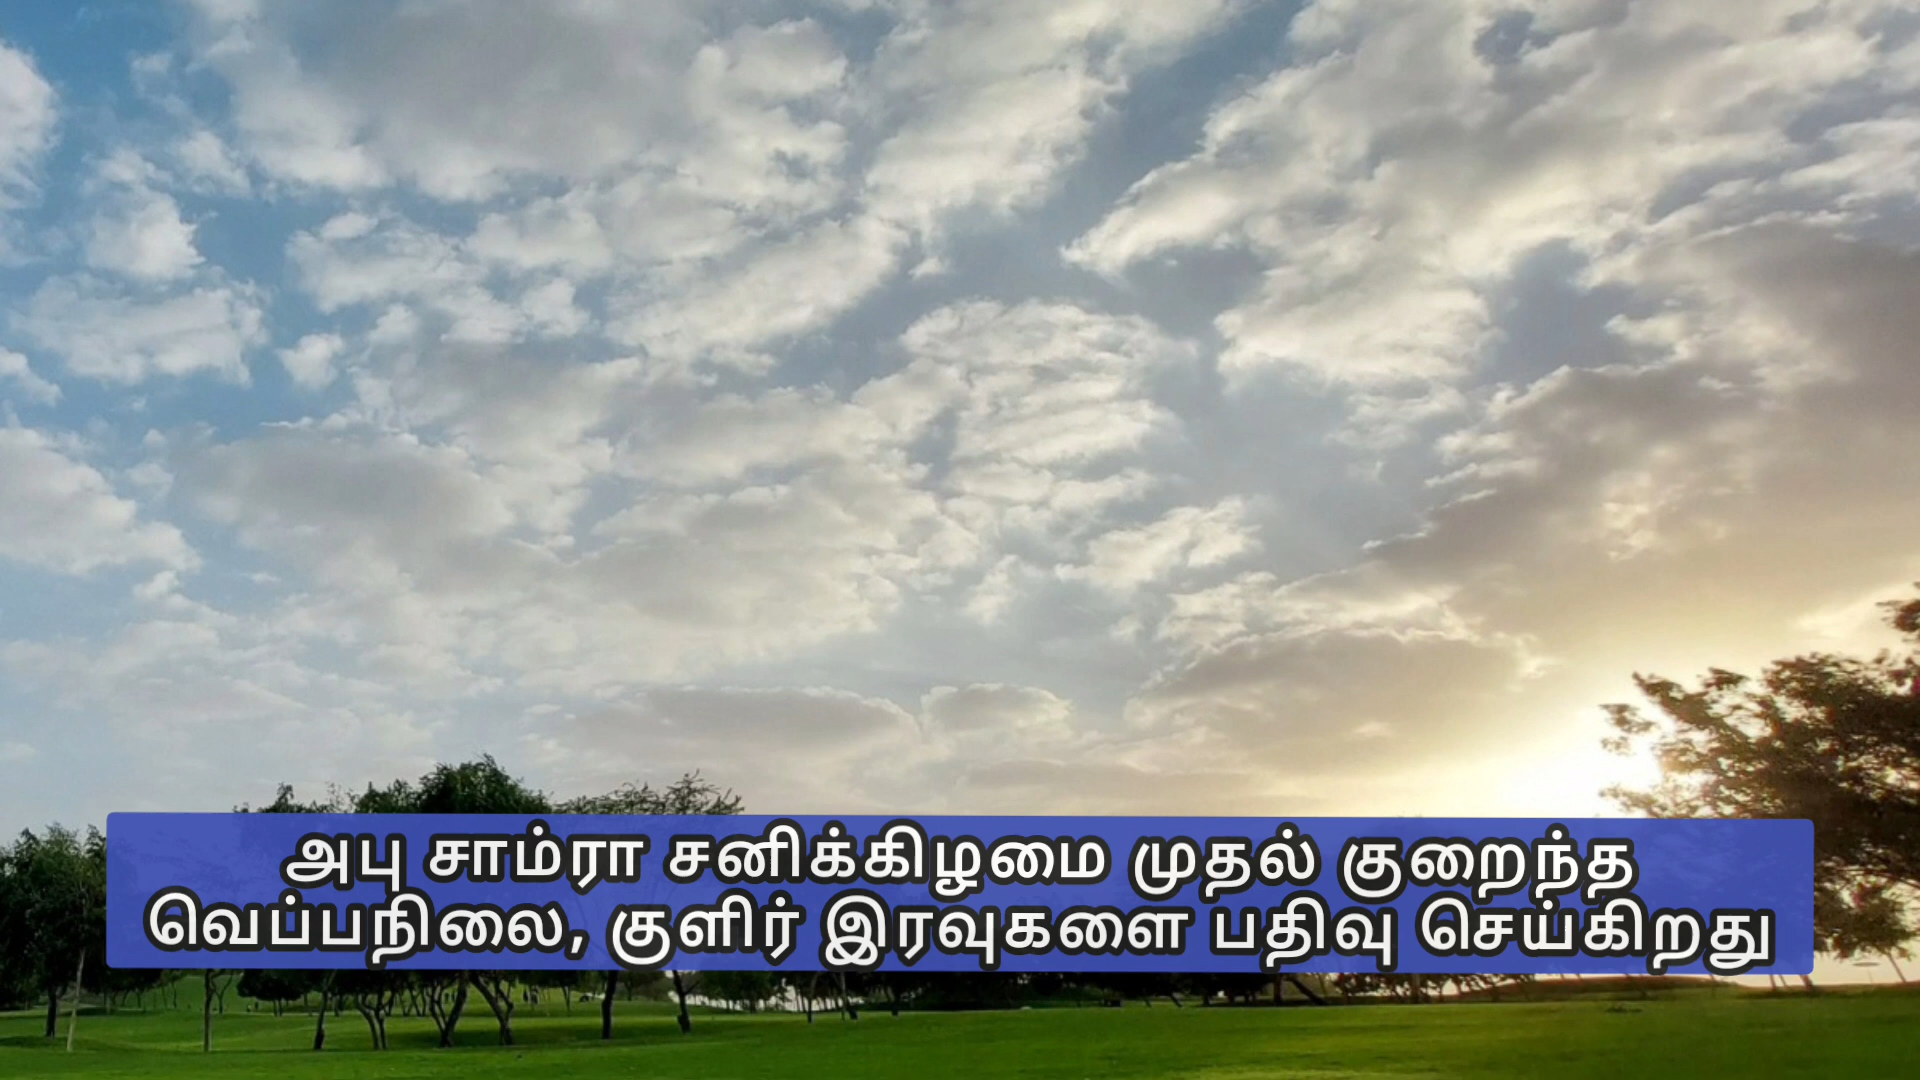 அபு சாம்ரா சனிக்கிழமை முதல் குறைந்த
வெப்பநிலை, குளிர் இரவுகளை பதிவு செய்கிறது